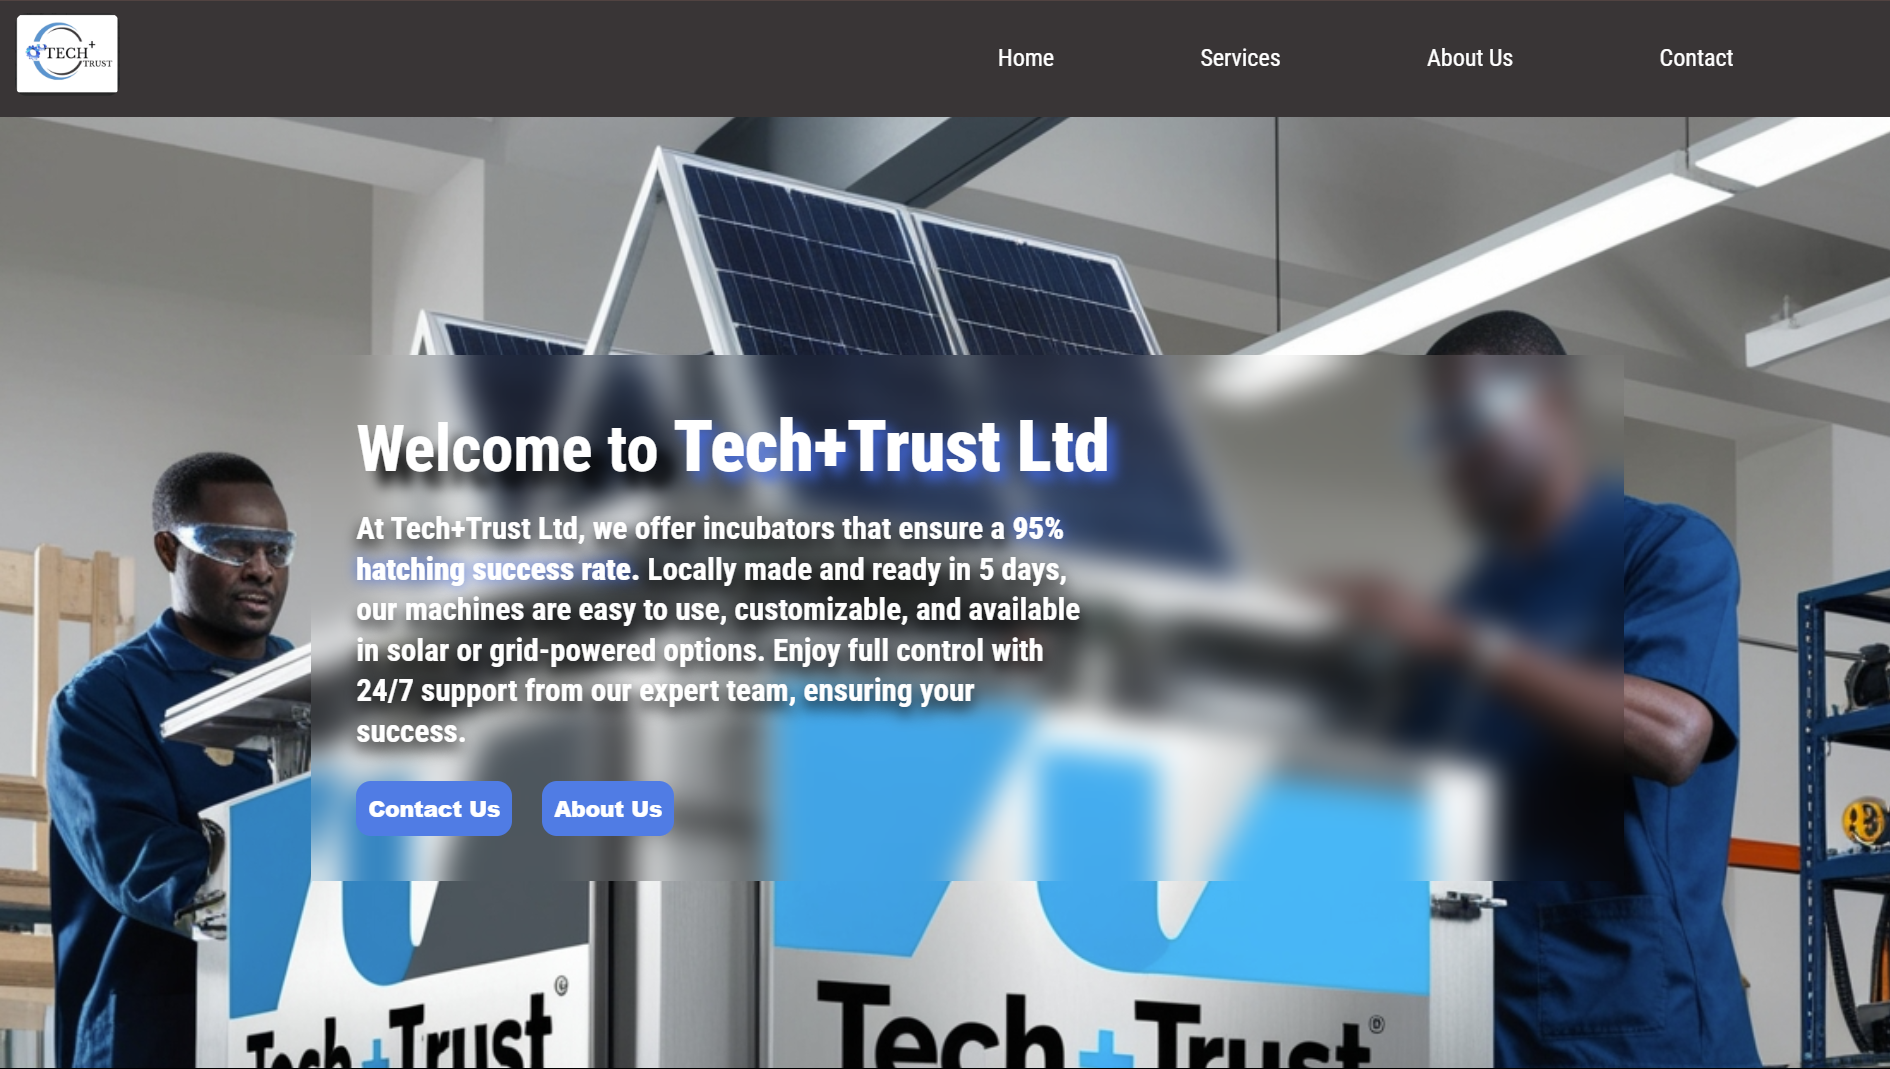 TECH+
TRUST
Home
Services
About Us
Contact
Welcome to Tech+Trust Ltd
At Tech+Trust Ltd, we offer incubators that ensure a 95%
hatching success rate. Locally made and ready in 5 days,
our machines are easy to use, customizable, and available
in solar or grid-powered options. Enjoy full control with
24/7 support from our expert team, ensuring your
success.
Contact Us
About Us
Tech+Trust
Tech+Trust